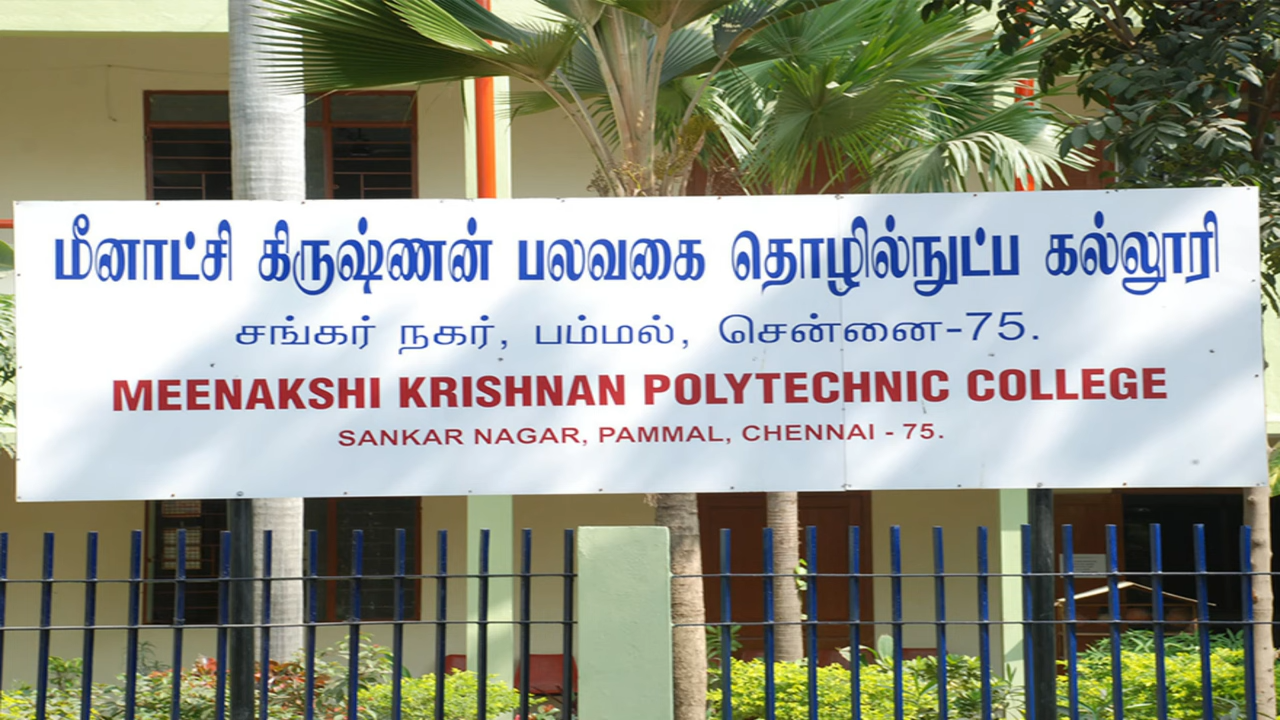 மீனாட்சி கிருஷ்ணன் பலவகை தொழில்நுட்ப கல்லூரி
சங்கர் நகர், பம்மல், சென்னை-75.
MEENAKSHI KRISHNAN POLYTECHNIC COLLEGE
SANKAR NAGAR, PAMMAL, CHENNAI - 75.